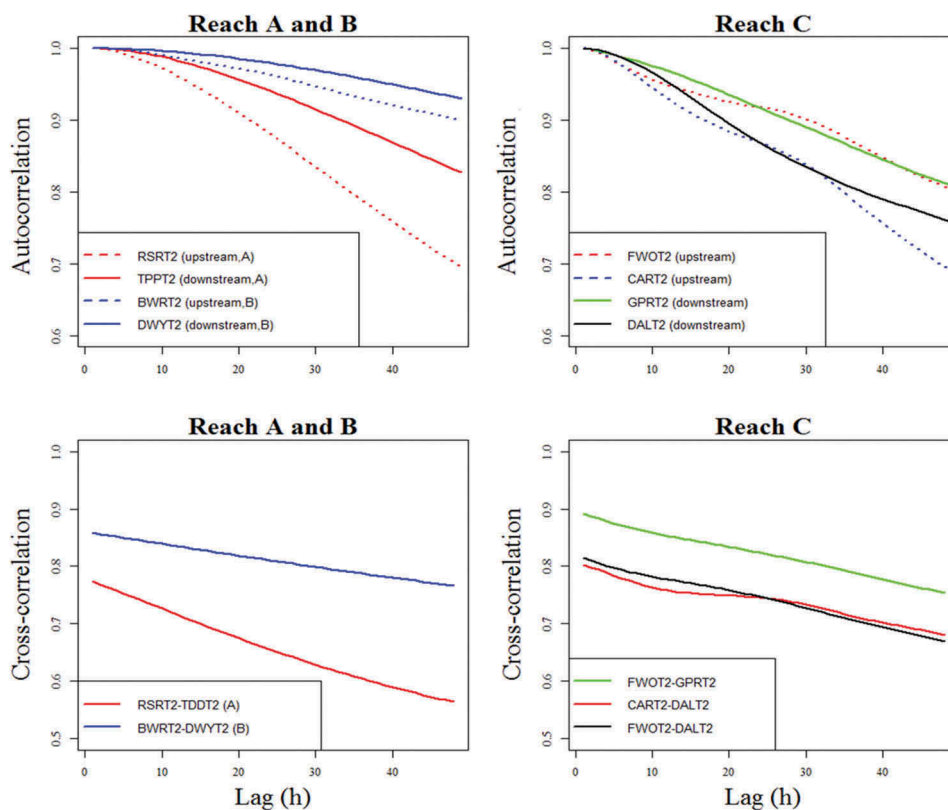 Reach A and B
Autocorrelation
1.0
0.9
0.8
0.7
0.6
RSRT2 (upstream,A)
TPPT2 (downstream,A)
BWRT2 (upstream,B)
DWYT2 (downstream,B)
0 10 20 30 40
Reach C
Autocorrelation
1.0
0.9
0.8
0.7
0.6
FWOT2 (upstream)
CART2 (upstream)
GPRT2 (downstream)
DALT2 (downstream)
0 10 20 30 40
Reach A and B
Cross-correlation
1.0
0.9
0.8
0.7
0.6
0.5
RSRT2-TDDT2 (A)
BWRT2-DWYT2 (B)
0 10 20 30 40
Lag (h)
Reach C
Cross-correlation
1.0
0.9
0.8
0.7
0.6
0.5
FWOT2-GPRT2
CART2-DALT2
FWOT2-DALT2
0 10 20 30 40
Lag (h)